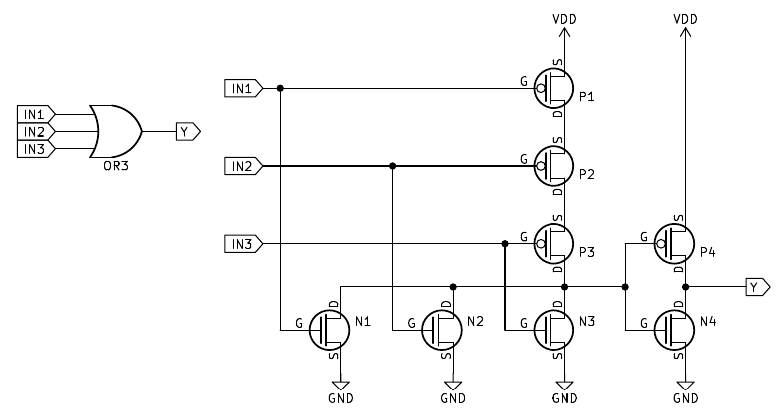 VDD VDD
S
IN1 G P1
D
IN1
IN2 Y
IN3
OR3
S
IN2 G P2
D
S S
IN3 G P3 G P4
D D
Y
D D D D
G N1 G N2 G N3 G N4
S S S S
GND GND GND GND